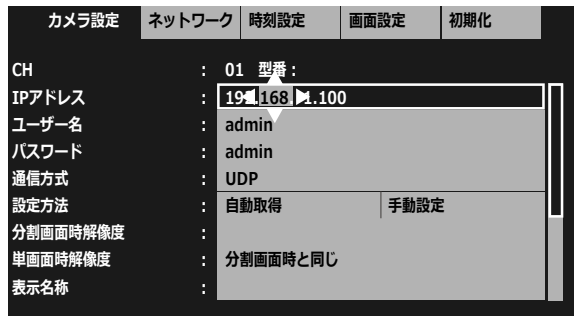 カメラ設定 ネットワーク 時刻設定 画面設定 初期化
CH : 01 型番 :
IPアドレス : 192.168.1.100
ユーザー名 : admin
パスワード : admin
通信方式 : UDP
設定方法 : 自動取得 手動設定
分割画面時解像度 :
単画面時解像度 : 分割画面時と同じ
表示名称 :